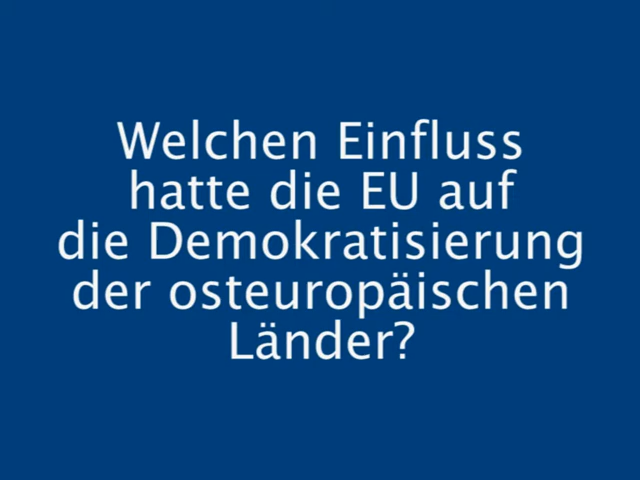 Welchen Einfluss
hatte die EU auf
die Demokratisierung
der osteuropäischen
Länder?